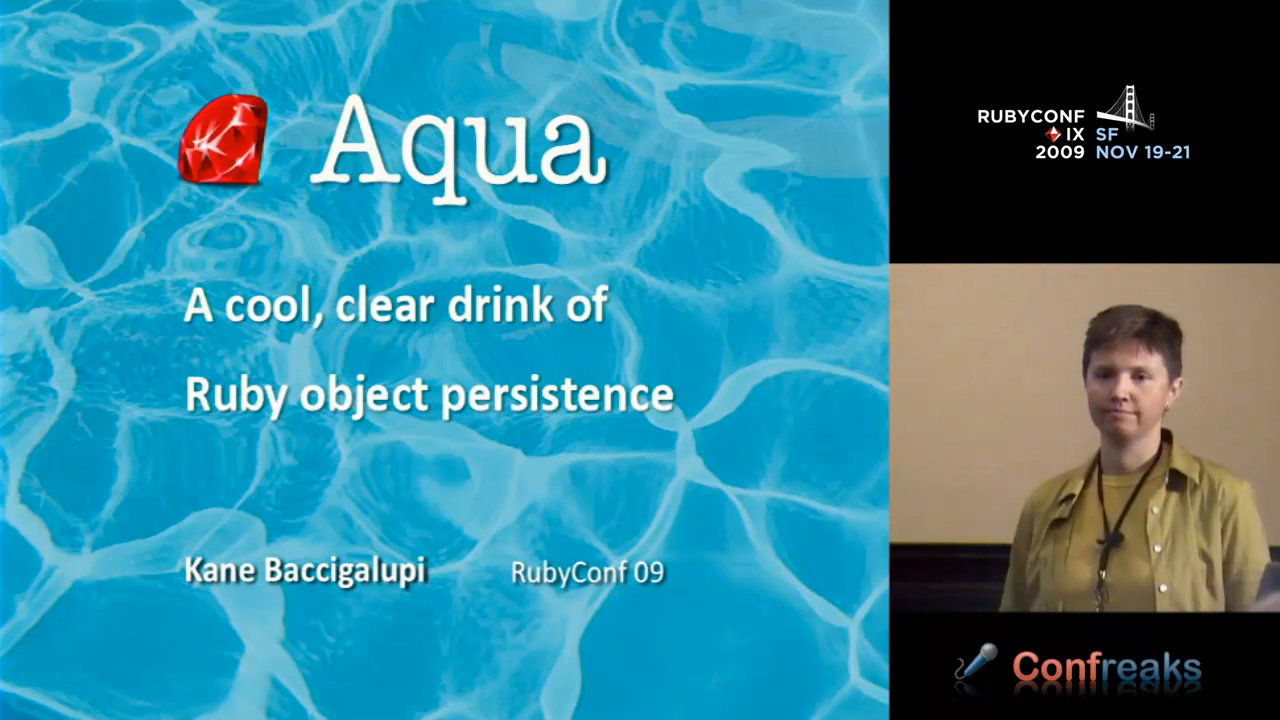 Aqua
A cool, clear drink of
Ruby object persistence
Kane Baccigalupi RubyConf 09
RUBYCONF
IX SF
2009 NOV 19-21
Confreaks